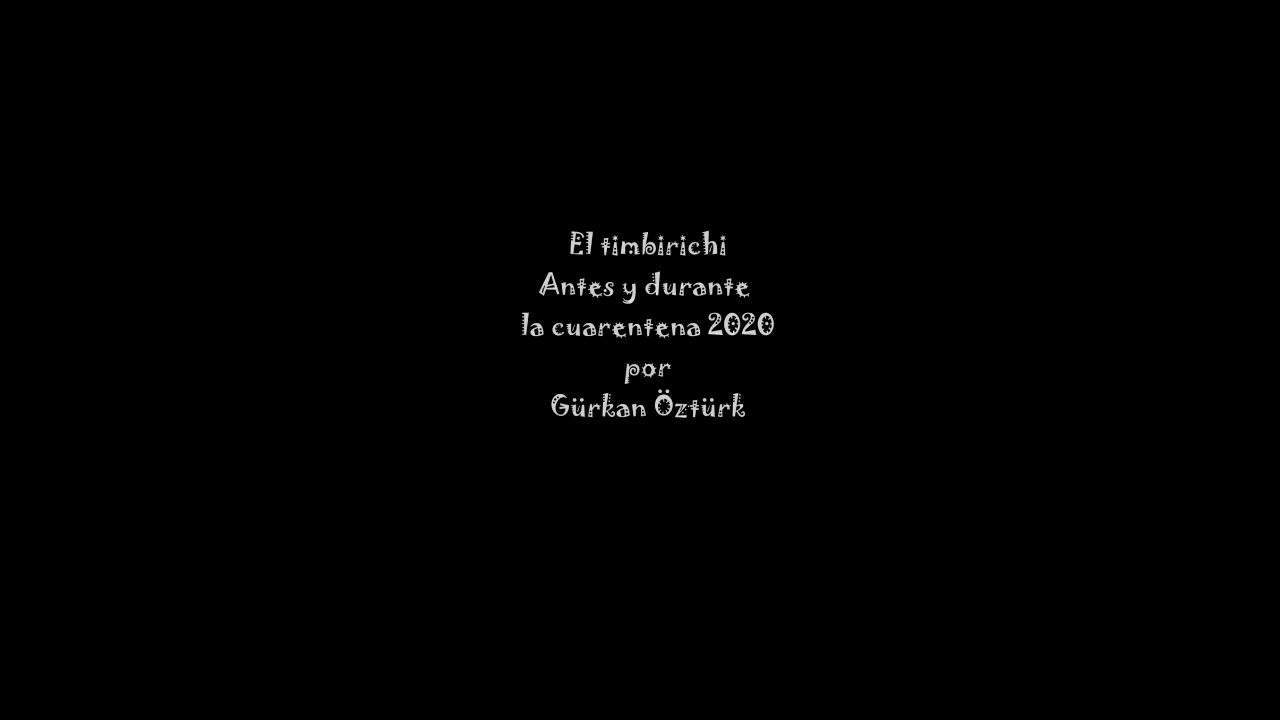 El timbirichi
Antes y durante
la cuarentena 2020
por
Gürkan Öztürk